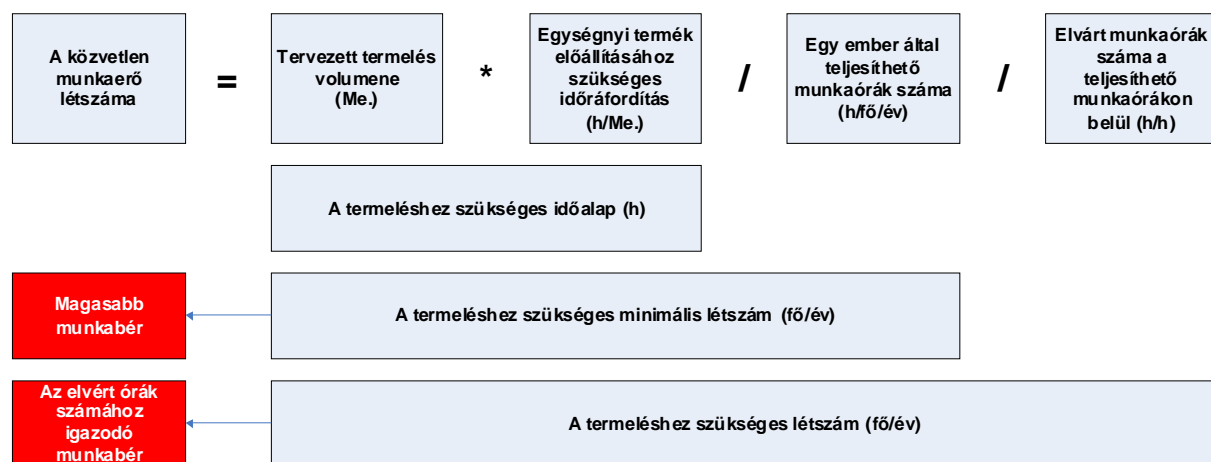 A közvetlen
munkaerő
létszáma
=
Tervezett termelés
volumene
(Me.)
*
Egységnyi termék
előállításához
szükséges
időráfordítás
(h/Me.)
/
Egy ember által
teljesíthető
munkaórák száma
(h/fő/év)
/
Elvárt munkaórák
száma a
teljesíthető
munkaórákon
belül (h/h)
A termeléshez szükséges időalap (h)
Magasabb
munkabér
A termeléshez szükséges minimális létszám (fő/év)
Az elvért órák
számához
igazodó
munkabér
A termeléshez szükséges létszám (fő/év)